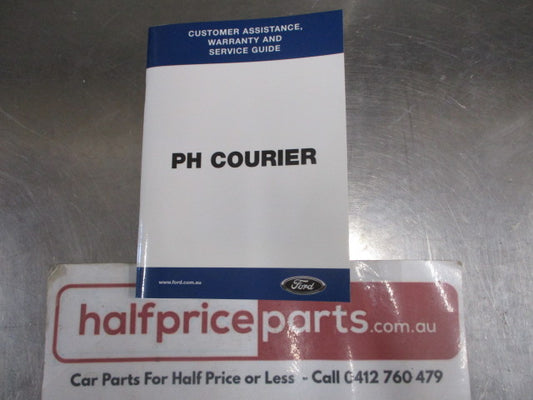 CUSTOMER ASSISTANCE,
WARRANTY AND
SERVICE GUIDE
PH COURIER
www.ford.com.au
Ford
halfpriceparts.com.au
Car Parts For Half Price or Less - Call 0412 760 479